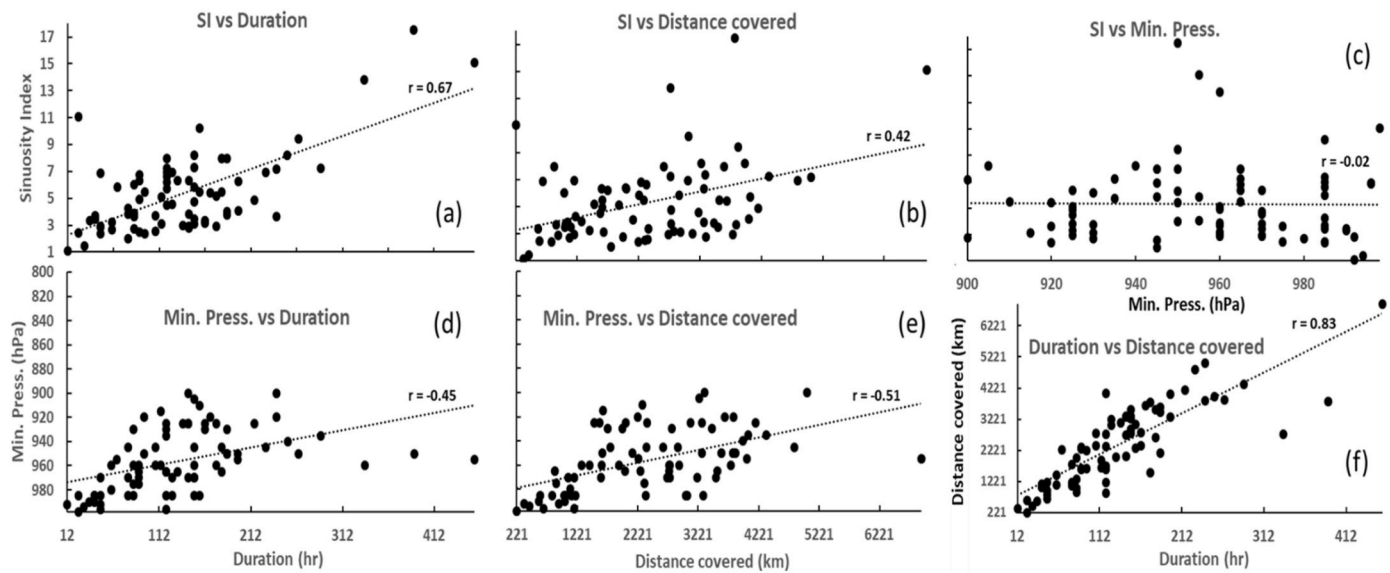 SI vs Duration
17
15
13
11
9
7
5
3
1
Sinuosity Index
r = 0.67
(a)
SI vs Distance covered
r = 0.42
(b)
SI vs Min. Press.
(c)
r = -0.02
900 920 940 960 980
Min. Press. (hPa)
800
820
840
860
880
900
920
940
960
980
Min. Press. (hPa)
Min. Press. vs Duration
(d)
r = -0.45
12 112 212 312 412
Duration (hr)
Min. Press. vs Distance covered
(e)
r = -0.51
221 1221 2221 3221 4221 5221 6221
Distance covered (km)
Distance covered (km)
6221
5221
4221
3221
2221
1221
221
r = 0.83
Duration vs Distance covered
(f)
12 112 212 312 412
Duration (hr)